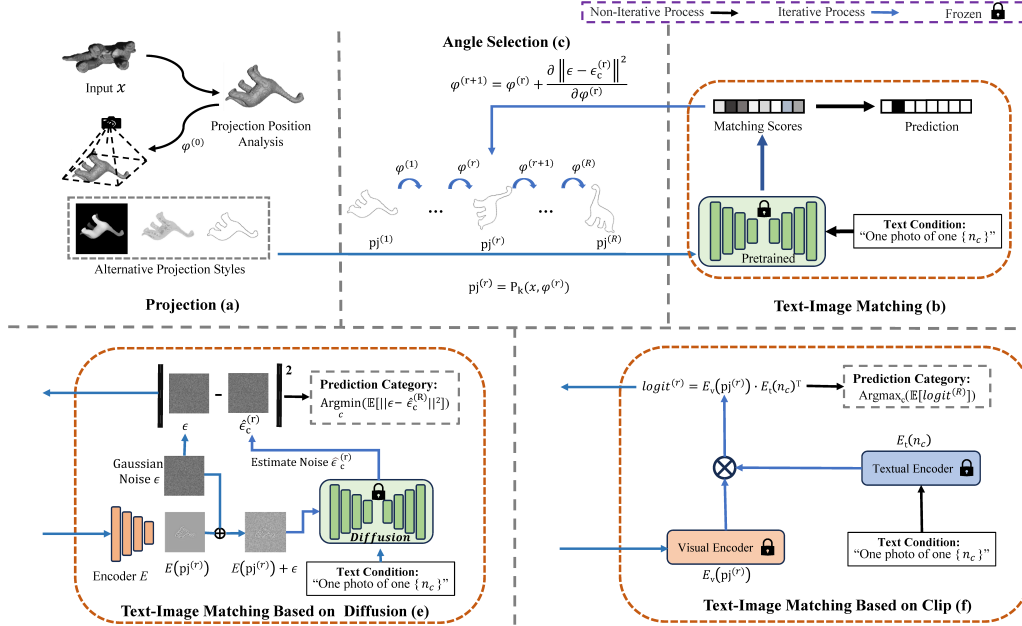 Non-Iterative Process
Iterative Process
Frozen
Input x
φ^(0)
Projection Position
Analysis
Alternative Projection Styles
Projection (a)
Angle Selection (c)
φ^(r+1) = φ^(r) + ∂‖ϵ − ϵ_c^(r)‖² / ∂φ^(r)
φ^(1) φ^(r) φ^(r+1) φ^(R)
... ...
pj^(1) pj^(r) pj^(R)
pj^(r) = P_k(x, φ^(r))
Matching Scores
Prediction
Pretrained
Text Condition:
“One photo of one {n_c}”
Text-Image Matching (b)
2
-
ϵ
ϵ̂_c^(r)
Prediction Category:
Argmin_c(𝔼[||ϵ− ϵ̂_c^(R)||²])
Gaussian
Noise ϵ
Estimate Noise ϵ̂_c^(r)
Diffusion
Encoder E
E(pj^(r))
E(pj^(r)) + ϵ
Text Condition:
“One photo of one {n_c}”
Text-Image Matching Based on Diffusion (e)
logit^(r) = E_v(pj^(r)) · E_t(n_c)^T
Prediction Category:
Argmax_c(𝔼[logit^(R)])
E_t(n_c)
Textual Encoder
Visual Encoder
E_v(pj^(r))
Text Condition:
“One photo of one {n_c}”
Text-Image Matching Based on Clip (f)